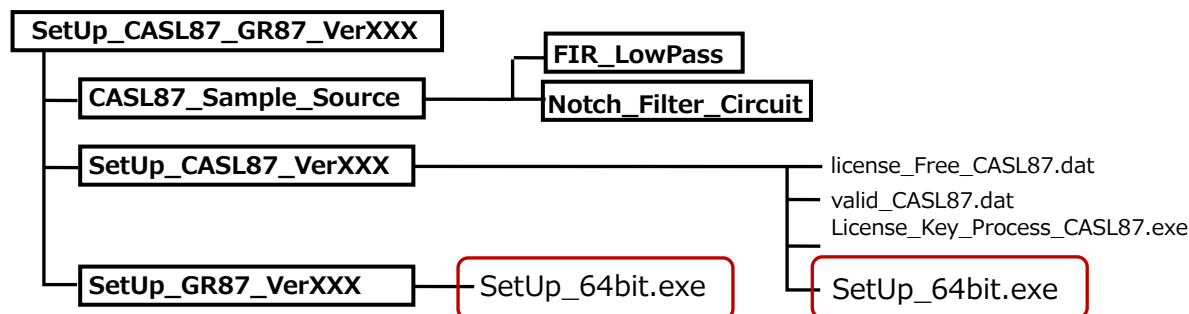 SetUp_CASL87_GR87_VerXXX
FIR_LowPass
CASL87_Sample_Source
Notch_Filter_Circuit
SetUp_CASL87_VerXXX
license_Free_CASL87.dat
valid_CASL87.dat
License_Key_Process_CASL87.exe
SetUp_GR87_VerXXX
SetUp_64bit.exe
SetUp_64bit.exe